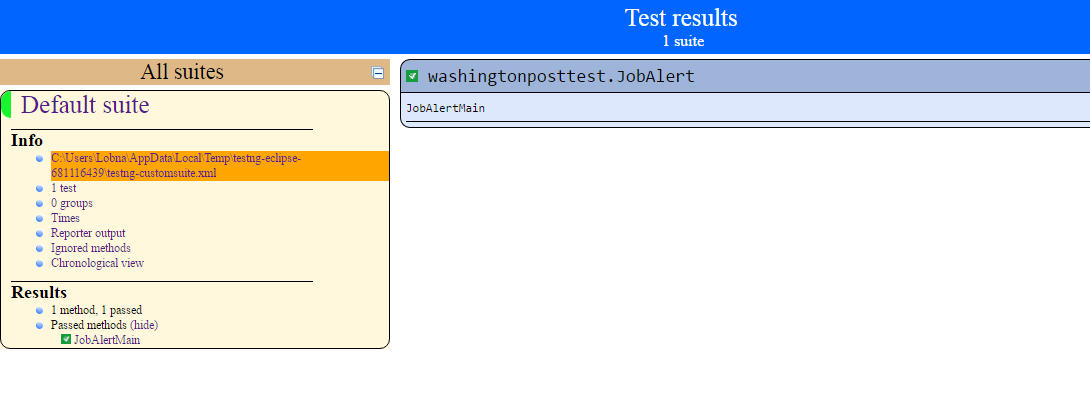 Test results
1 suite
All suites
Default suite
Info
C:\Users\Lobna\AppData\Local\Temp\testng-eclipse-
681116439\testng-customsuite.xml
1 test
0 groups
Times
Reporter output
Ignored methods
Chronological view
Results
1 method, 1 passed
Passed methods (hide)
JobAlertMain
washingtonposttest.JobAlert
JobAlertMain